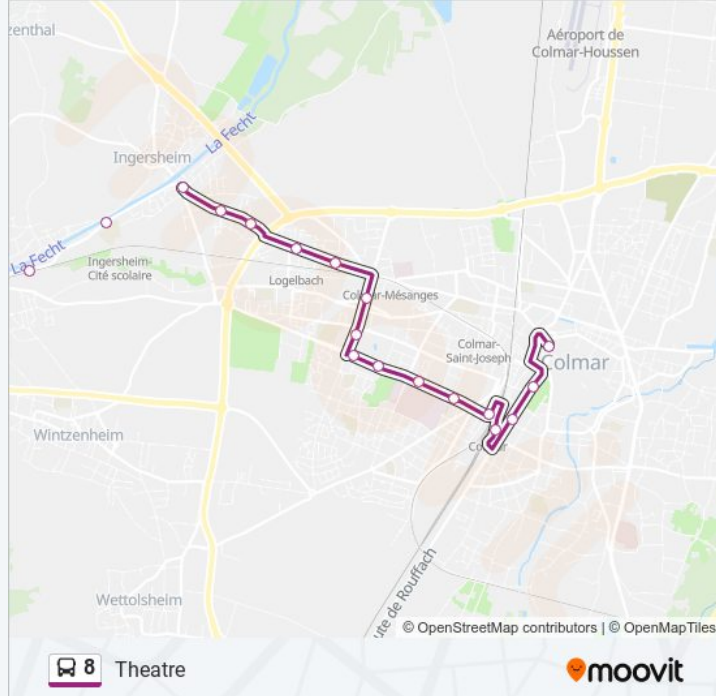 zenthal
Aéroport de
Colmar-Houssen
La Fecht
Ingersheim
La Fecht
Ingersheim-
Cité scolaire
Logelbach
Colmar-Mésanges
Colmar-
Saint-Joseph
Colmar
Wintzenheim
Colmar
Wettolsheim
ute de Rouffach
© OpenStreetMap contributors | © OpenMapTiles
8 Theatre
moovit